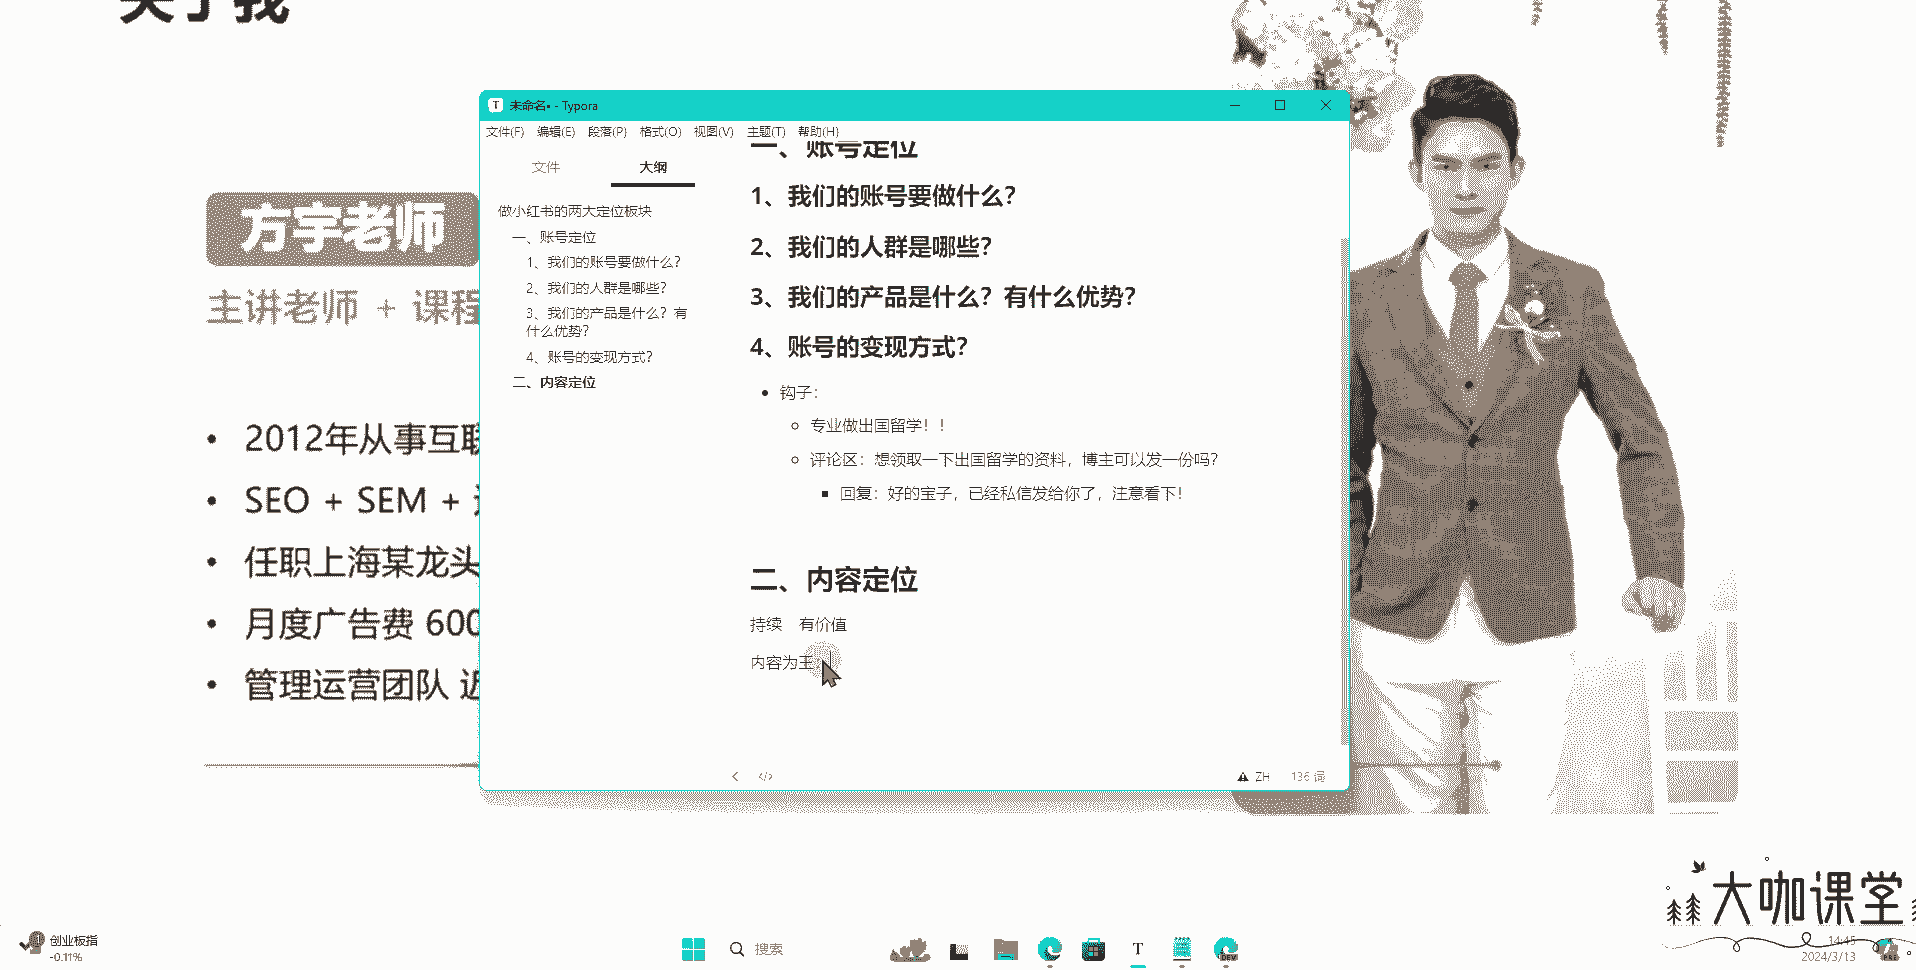 关于我
方宇老师
主讲老师 + 课程
2012年从事互联
SEO + SEM +
任职上海某龙头
月度广告费 600
管理运营团队 近
未命名• - Typora
文件(F) 编辑(E) 段落(P) 格式(O) 视图(V) 主题(T) 帮助(H)
文件 大纲
做小红书的两大定位板块
一、账号定位
1、我们的账号要做什么？
2、我们的人群是哪些？
3、我们的产品是什么？有
什么优势？
4、账号的变现方式？
二、内容定位
一、账号定位
1、我们的账号要做什么？
2、我们的人群是哪些？
3、我们的产品是什么？有什么优势？
4、账号的变现方式？
钩子：
专业做出国留学！！
评论区：想领取一下出国留学的资料，博主可以发一份吗？
回复：好的宝子，已经私信发给你了，注意看下！
二、内容定位
持续 有价值
内容为王
ZH 136 词
大咖课堂
创业板指
-0.11%
搜索
T
DEV
14:45
2024/3/13
PRE